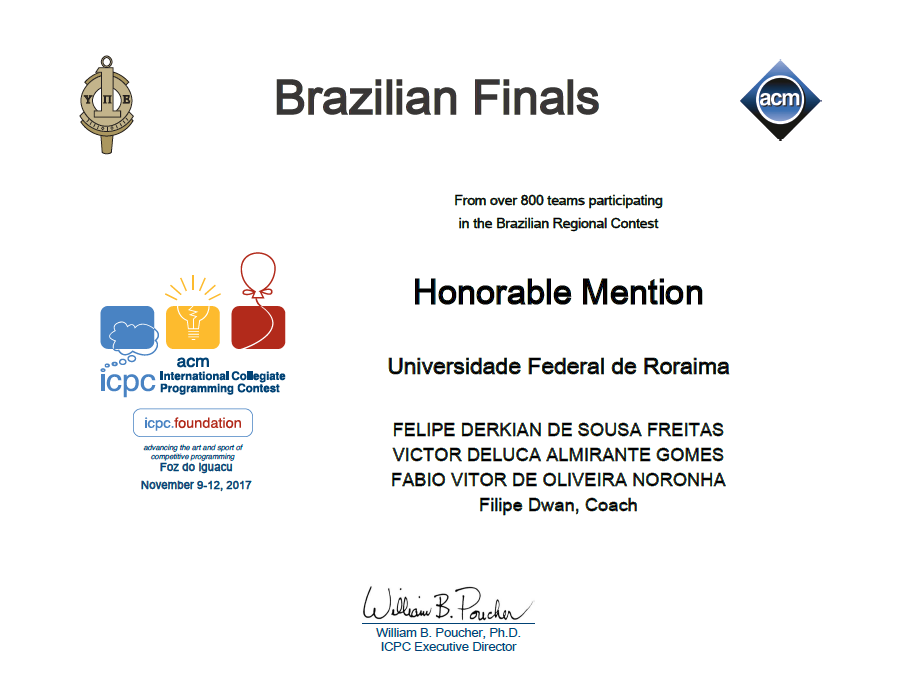 Brazilian Finals
Υ Π Ε
acm
From over 800 teams participating
in the Brazilian Regional Contest
Honorable Mention
Universidade Federal de Roraima
FELIPE DERKIAN DE SOUSA FREITAS
VICTOR DELUCA ALMIRANTE GOMES
FABIO VITOR DE OLIVEIRA NORONHA
Filipe Dwan, Coach
acm
icpc International Collegiate
Programming Contest
icpc.foundation
advancing the art and sport of
competitive programming
Foz do Iguacu
November 9-12, 2017
William B. Poucher
William B. Poucher, Ph.D.
ICPC Executive Director